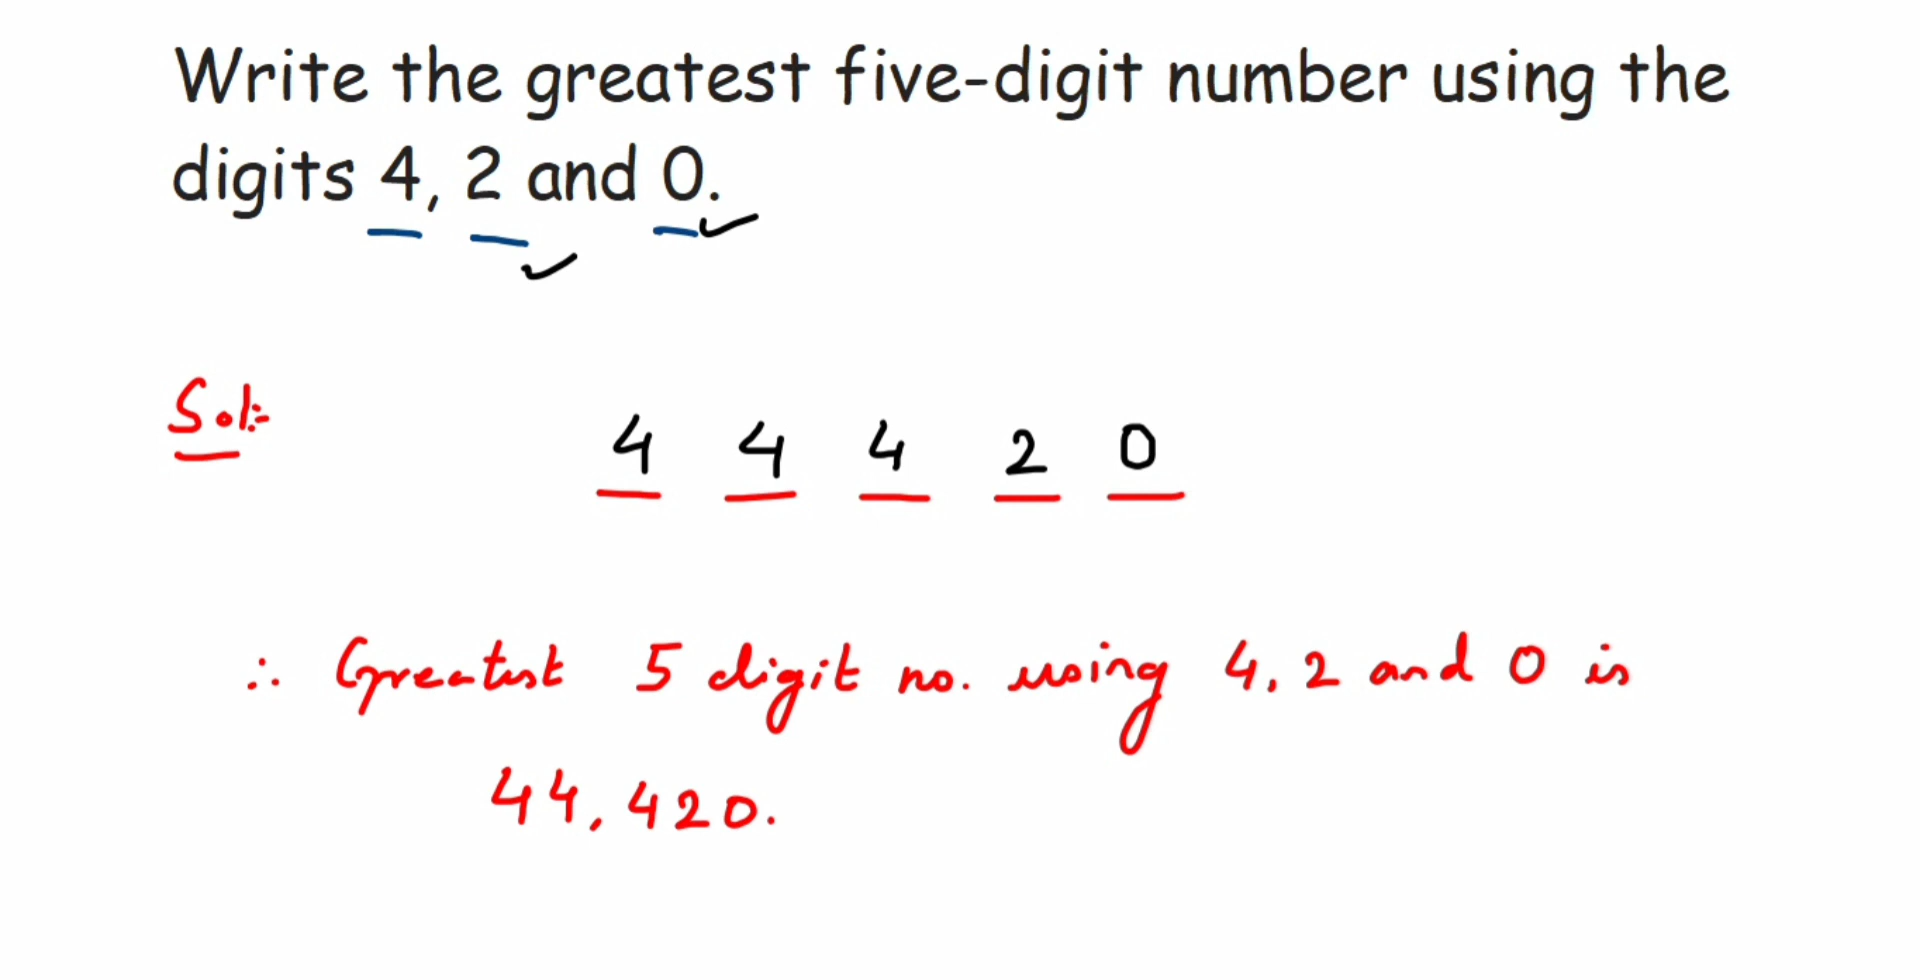 Write the greatest five-digit number using the
digits 4, 2 and 0.
Sol:-
4 4 4 2 0
∴ Greatest 5 digit no. using 4, 2 and 0 is
44,420.